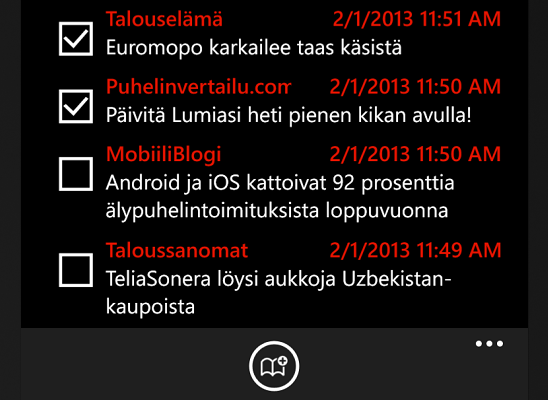 Talouselämä 2/1/2013 11:51 AM
Euromopo karkailee taas käsistä
Puhelinvertailu.com 2/1/2013 11:50 AM
Päivitä Lumiasi heti pienen kikan avulla!
MobiiliBlogi 2/1/2013 11:50 AM
Android ja iOS kattoivat 92 prosenttia
älypuhelintoimituksista loppuvuonna
Taloussanomat 2/1/2013 11:49 AM
TeliaSonera löysi aukkoja Uzbekistan-
kaupoista